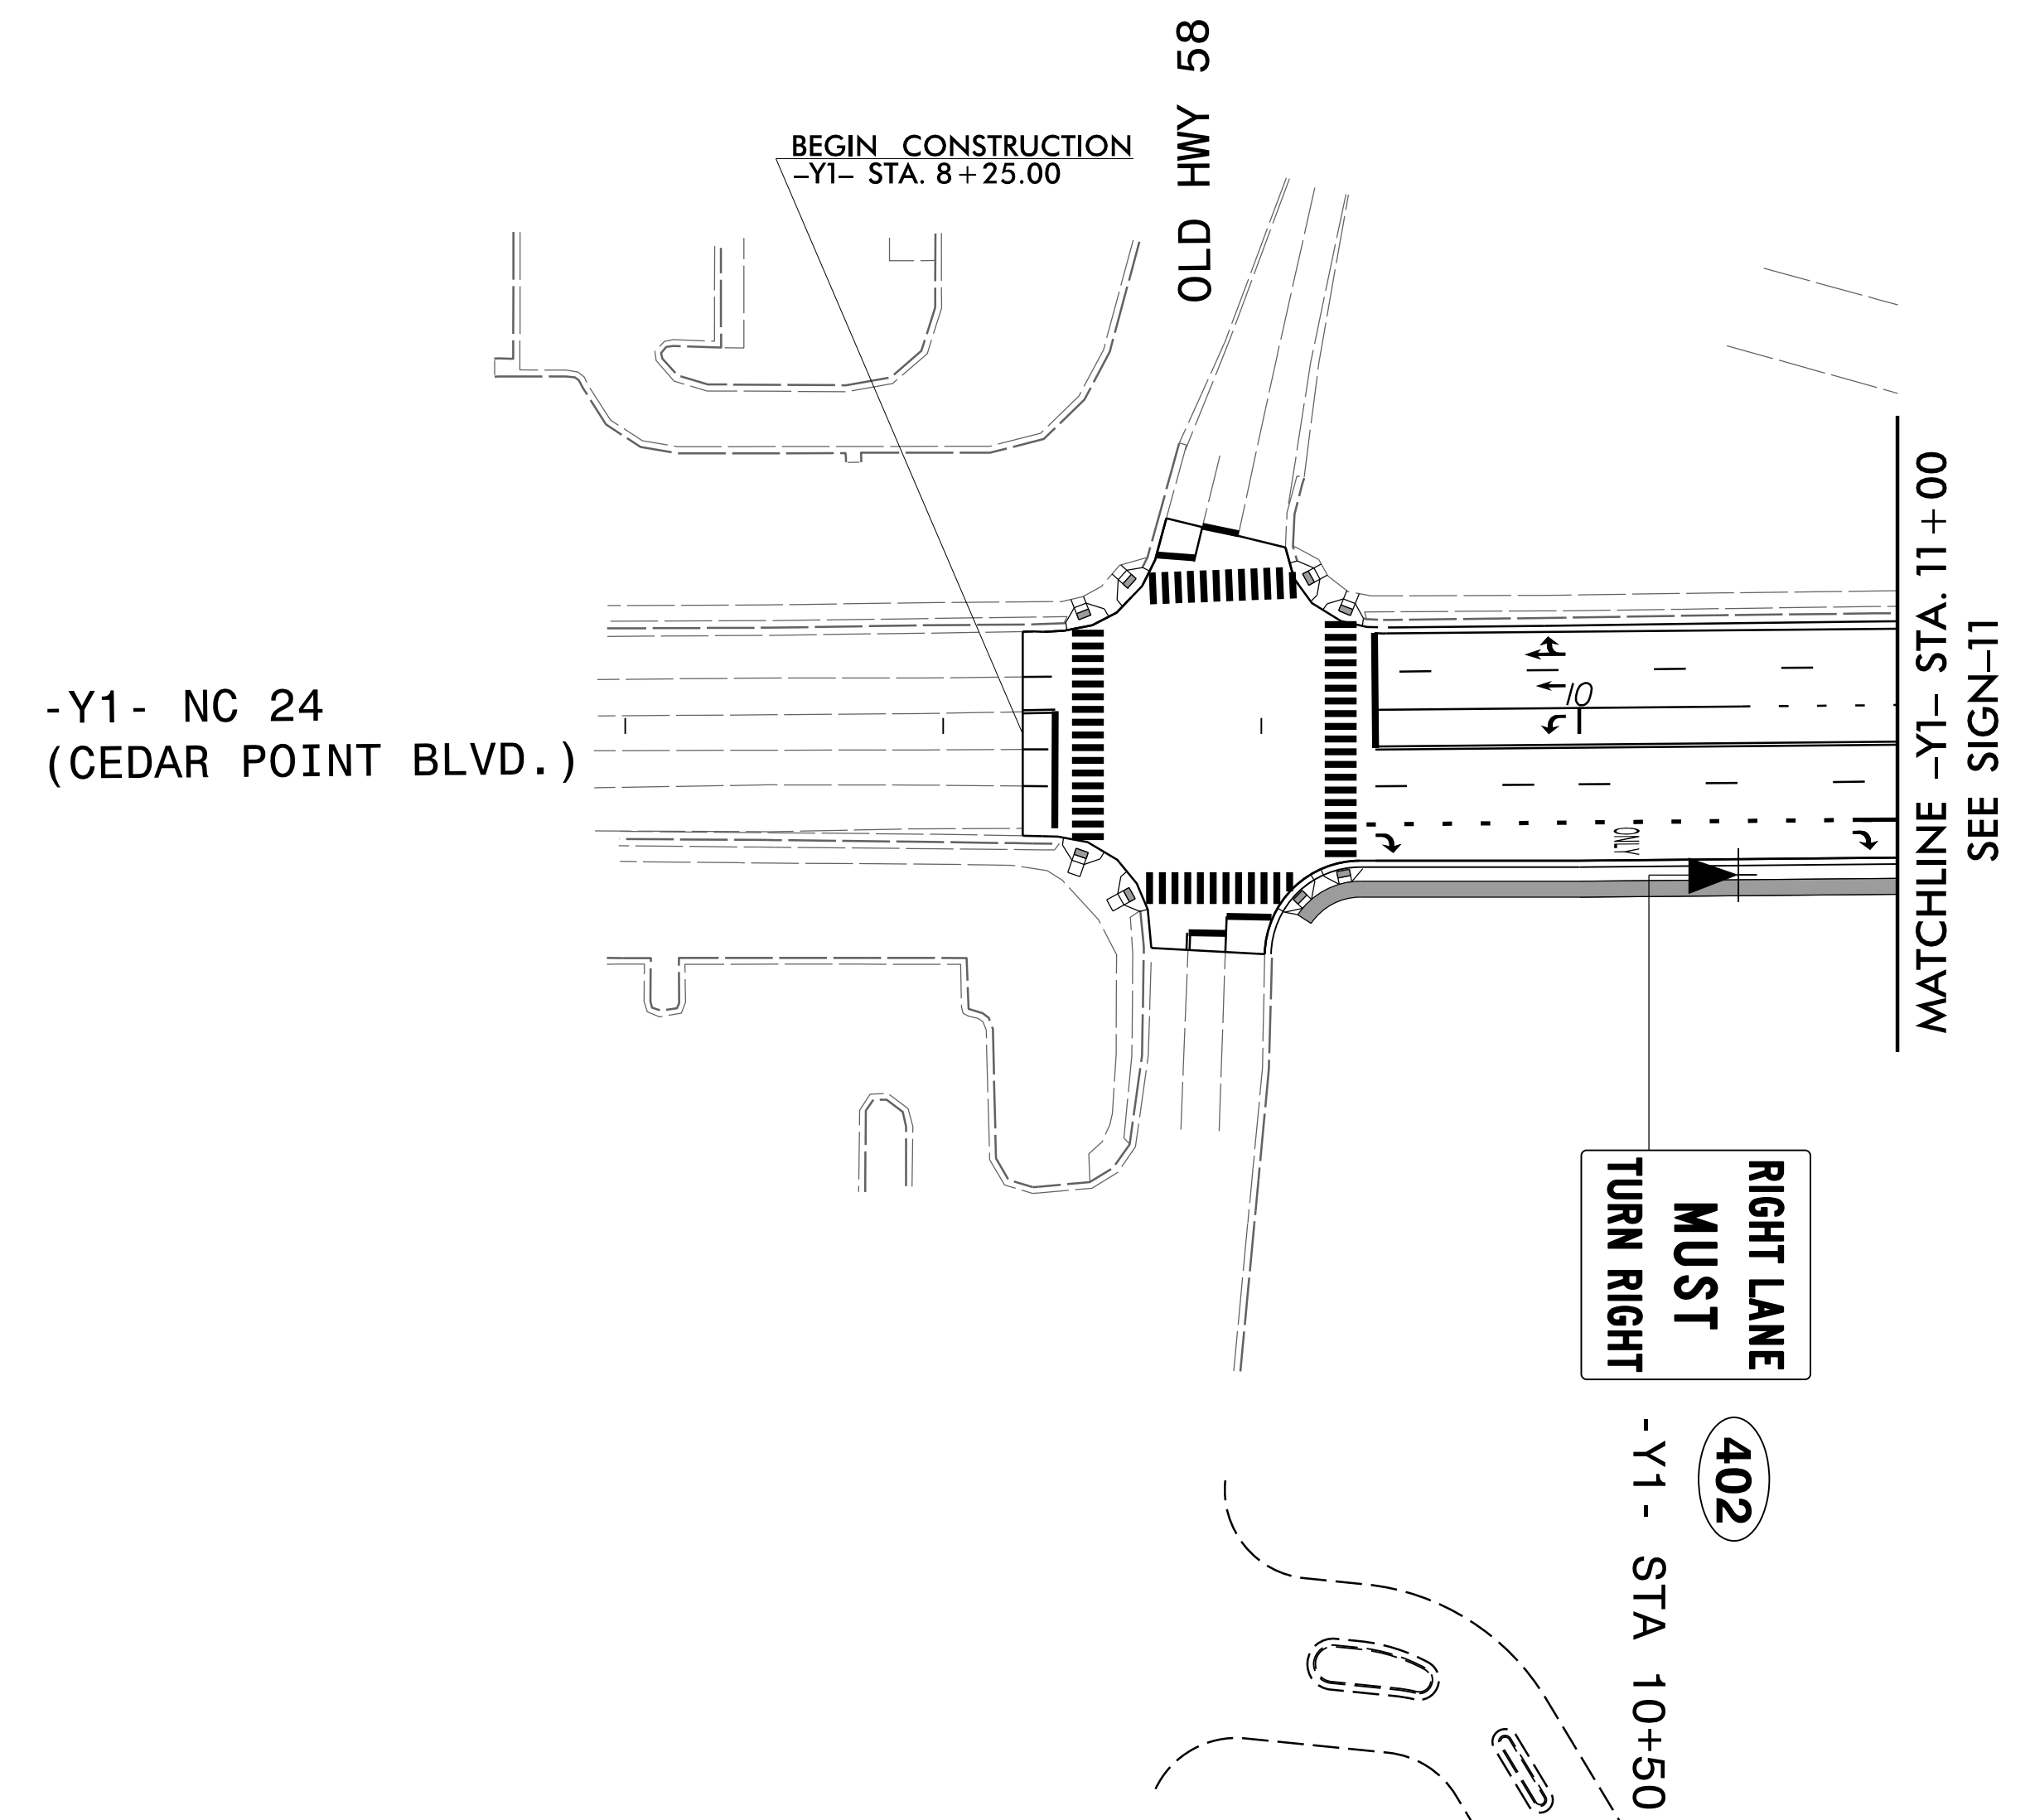 OLD HWY 58
BEGIN CONSTRUCTION
-Y1- STA. 8+25.00
-Y1- NC 24
(CEDAR POINT BLVD.)
10
MATCHLINE -Y1- STA. 11+00
SEE SIGN-11
RIGHT LANE
MUST
TURN RIGHT
402
-Y1- STA 10+50